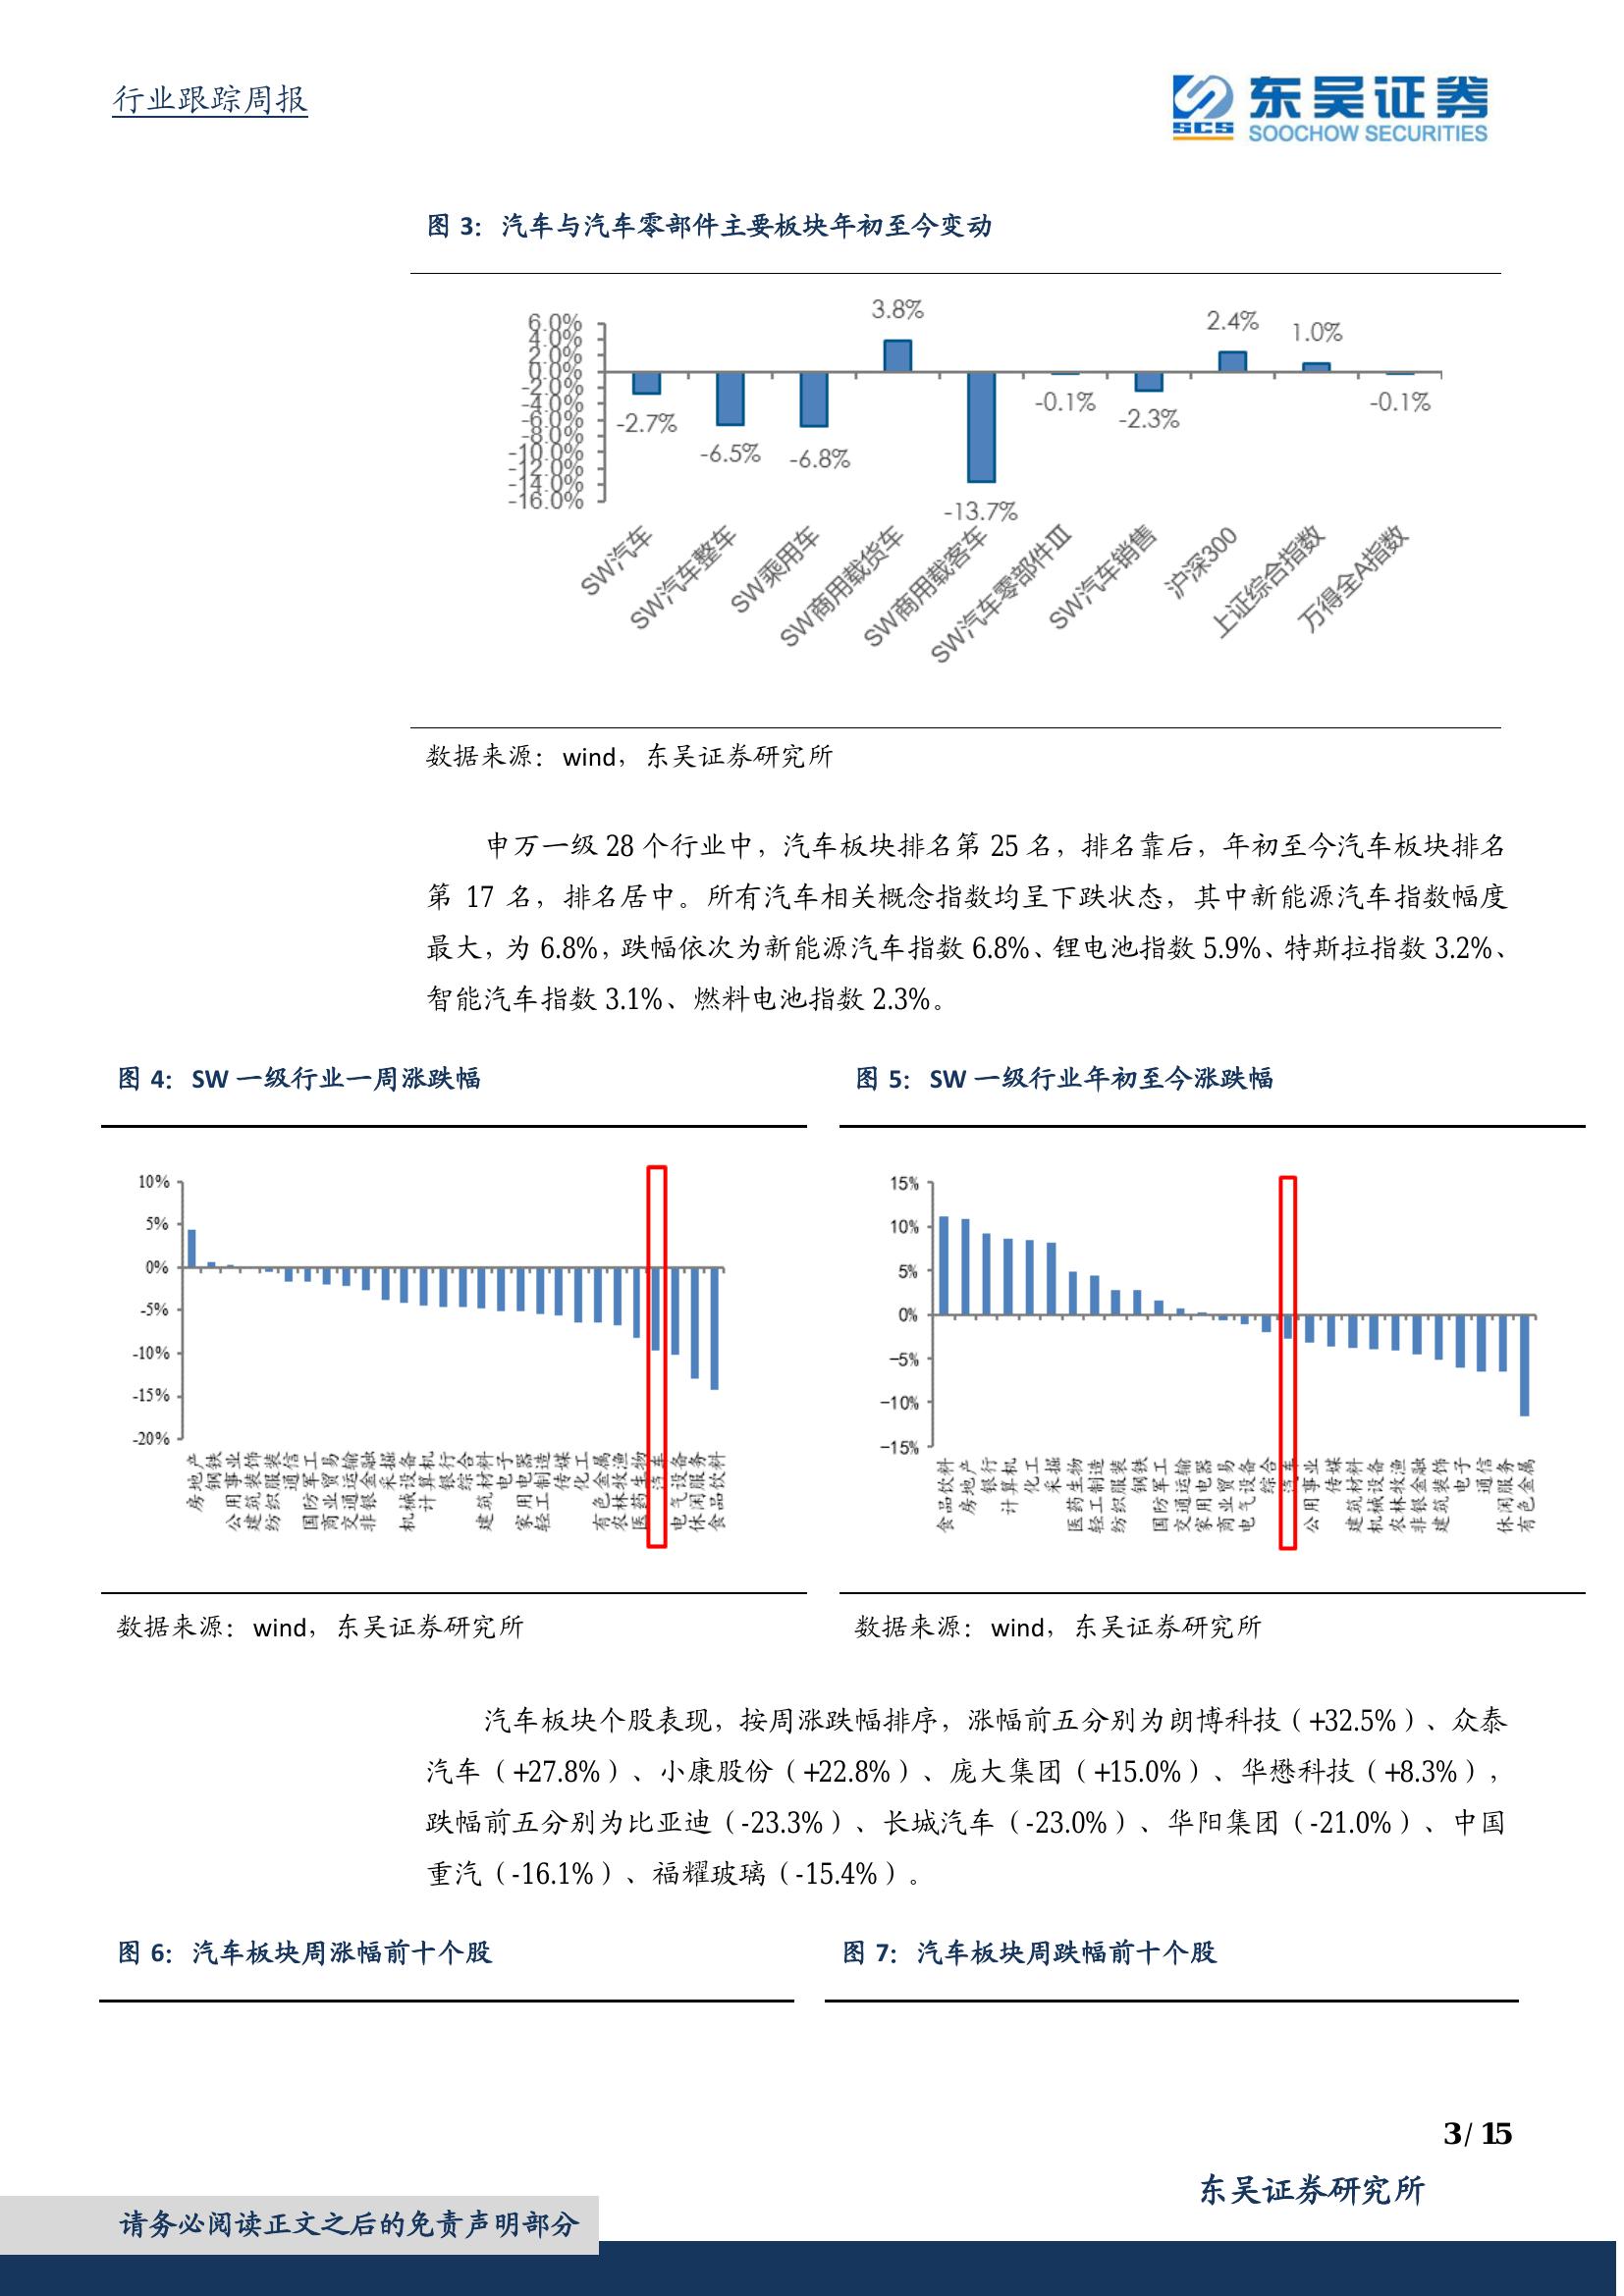 行业跟踪周报
东吴证券
SCS
SOOCHOW SECURITIES
图 3：汽车与汽车零部件主要板块年初至今变动
6.0%
4.0%
2.0%
0.0%
-2.0%
-4.0%
-6.0%
-8.0%
-10.0%
-12.0%
-14.0%
-16.0%
-2.7%
-6.5%
-6.8%
3.8%
-13.7%
-0.1%
-2.3%
2.4%
1.0%
-0.1%
SW汽车
SW汽车整车
SW乘用车
SW商用载货车
SW商用载客车
SW汽车零部件Ⅲ
SW汽车销售
沪深300
上证综合指数
万得全A指数
数据来源：wind，东吴证券研究所
申万一级 28 个行业中，汽车板块排名第 25 名，排名靠后，年初至今汽车板块排名
第 17 名，排名居中。所有汽车相关概念指数均呈下跌状态，其中新能源汽车指数幅度
最大，为 6.8%，跌幅依次为新能源汽车指数 6.8%、锂电池指数 5.9%、特斯拉指数 3.2%、
智能汽车指数 3.1%、燃料电池指数 2.3%。
图 4：SW 一级行业一周涨跌幅
10%
5%
0%
-5%
-10%
-15%
-20%
房地产
钢铁
公用事业
建筑装饰
纺织服装
通信
国防军工
商业贸易
交通运输
非银金融
采掘
机械设备
计算机
银行
综合
建筑材料
电子
家用电器
轻工制造
传媒
化工
有色金属
农林牧渔
医药生物
汽车
电气设备
休闲服务
食品饮料
数据来源：wind，东吴证券研究所
图 5：SW 一级行业年初至今涨跌幅
15%
10%
5%
0%
-5%
-10%
-15%
食品饮料
房地产
银行
计算机
化工
采掘
医药生物
轻工制造
纺织服装
钢铁
国防军工
交通运输
家用电器
商业贸易
电气设备
综合
汽车
公用事业
传媒
建筑材料
机械设备
农林牧渔
非银金融
建筑装饰
电子
通信
休闲服务
有色金属
数据来源：wind，东吴证券研究所
汽车板块个股表现，按周涨跌幅排序，涨幅前五分别为朗博科技（+32.5%）、众泰
汽车（+27.8%）、小康股份（+22.8%）、庞大集团（+15.0%）、华懋科技（+8.3%），
跌幅前五分别为比亚迪（-23.3%）、长城汽车（-23.0%）、华阳集团（-21.0%）、中国
重汽（-16.1%）、福耀玻璃（-15.4%）。
图 6：汽车板块周涨幅前十个股
图 7：汽车板块周跌幅前十个股
3 / 15
东吴证券研究所
请务必阅读正文之后的免责声明部分